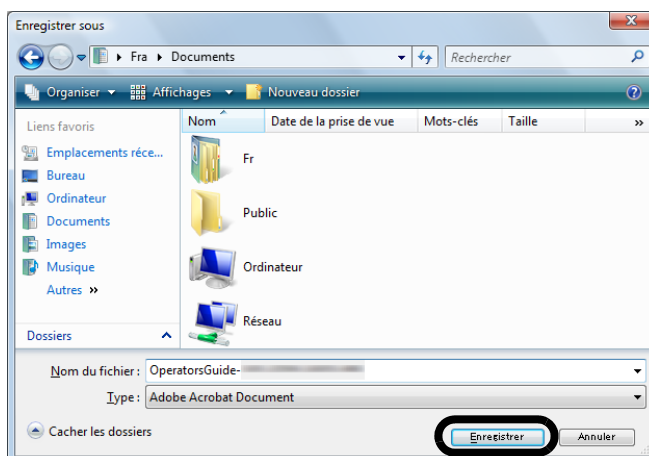 Enregistrer sous
Fra Documents
Rechercher
Organiser Affichages Nouveau dossier
Liens favoris
Nom Date de la prise de vue Mots-clés Taille »
Emplacements réce...
Bureau
Ordinateur
Documents
Images
Musique
Autres »
Fr
Public
Ordinateur
Réseau
Dossiers
Nom du fichier : OperatorsGuide-
Type : Adobe Acrobat Document
Cacher les dossiers
Enregistrer Annuler